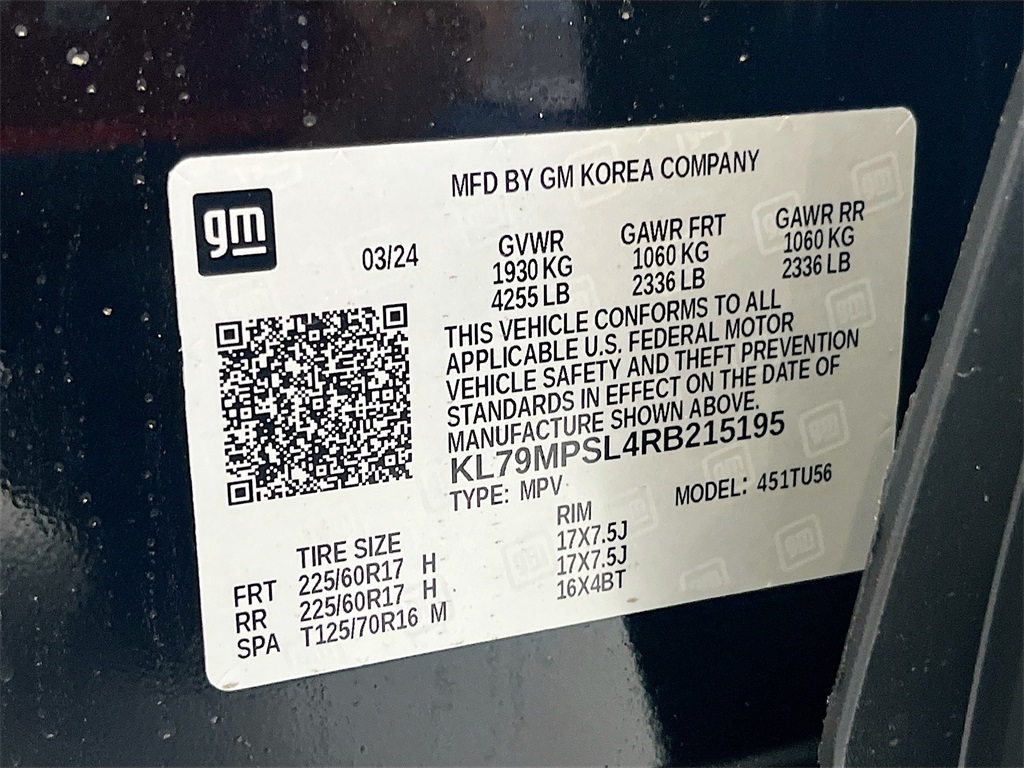 MFD BY GM KOREA COMPANY
gm
03/24
GVWR GAWR FRT GAWR RR
1930 KG 1060 KG 1060 KG
4255 LB 2336 LB 2336 LB
THIS VEHICLE CONFORMS TO ALL
APPLICABLE U.S. FEDERAL MOTOR
VEHICLE SAFETY AND THEFT PREVENTION
STANDARDS IN EFFECT ON THE DATE OF
MANUFACTURE SHOWN ABOVE.
KL79MPSL4RB215195
TYPE: MPV MODEL: 451TU56
TIRE SIZE RIM
FRT 225/60R17 H 17X7.5J
RR 225/60R17 H 17X7.5J
SPA T125/70R16 M 16X4BT